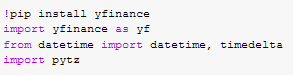 !pip install yfinance
import yfinance as yf
from datetime import datetime, timedelta
import pytz